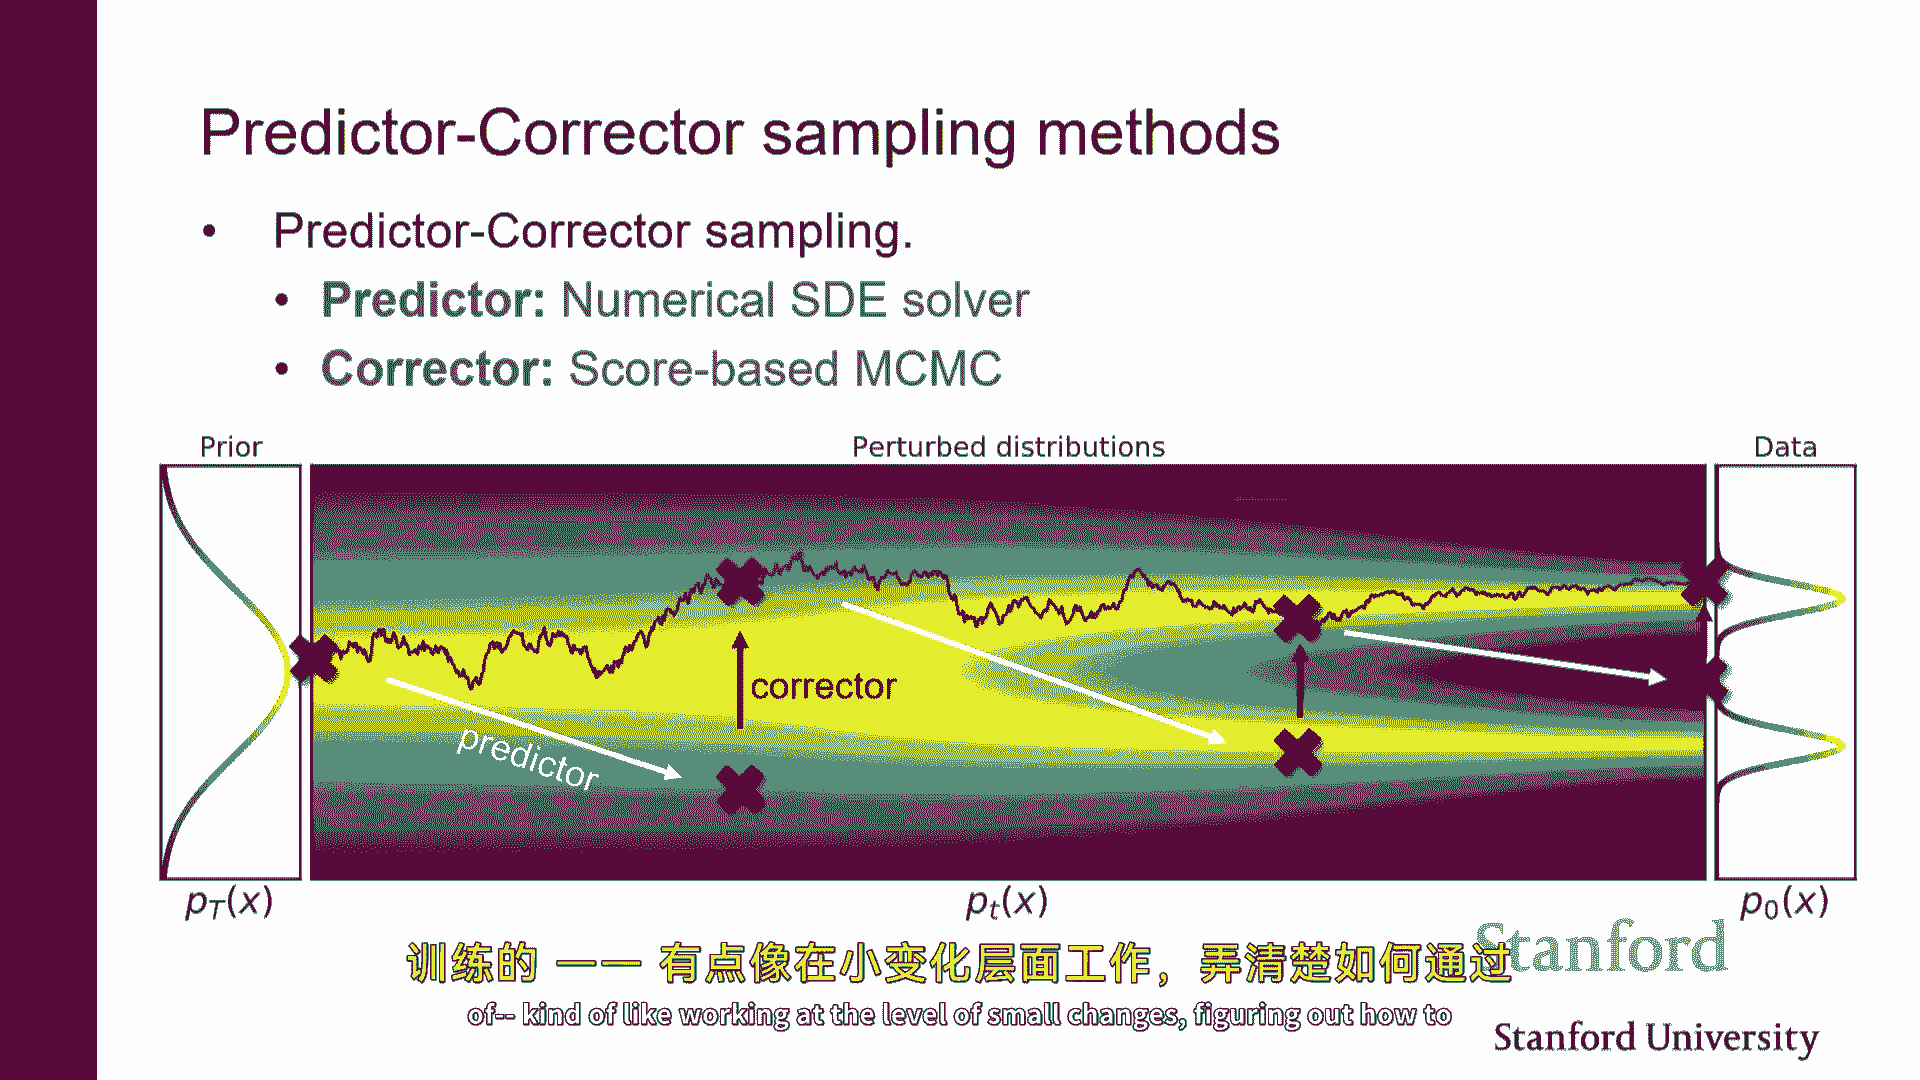 Predictor-Corrector sampling methods
• Predictor-Corrector sampling.
• Predictor: Numerical SDE solver
• Corrector: Score-based MCMC
Prior
Perturbed distributions
Data
corrector
predictor
p_T(x)
p_t(x)
p_0(x)
Stanford
训练的 —— 有点像在小变化层面工作，弄清楚如何通过
of-- kind of like working at the level of small changes, figuring out how to
Stanford University